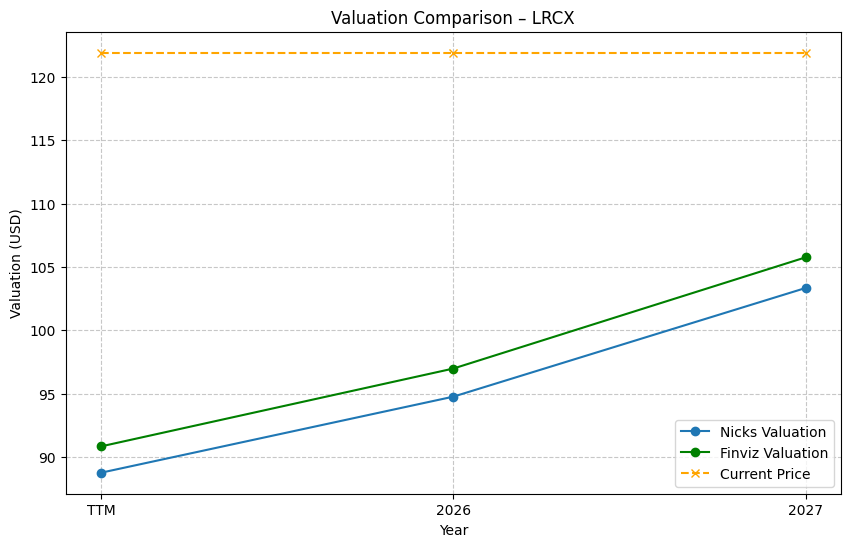 Valuation Comparison – LRCX
Valuation (USD)
120
115
110
105
100
95
90
TTM
2026
2027
Year
Nicks Valuation
Finviz Valuation
Current Price